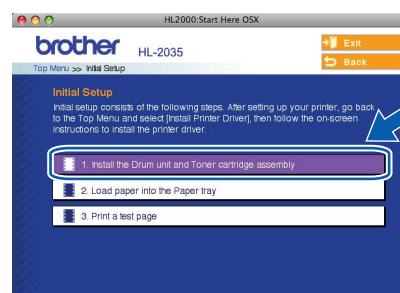 HL2000:Start Here OSX
brother HL-2035
Exit
Back
Top Menu >> Initial Setup
Initial Setup
Initial setup consists of the following steps. After setting up your printer, go back
to the Top Menu and select [Install Printer Driver], then follow the on-screen
instructions to install the printer driver.
1. Install the Drum unit and Toner cartridge assembly
2. Load paper into the Paper tray
3. Print a test page